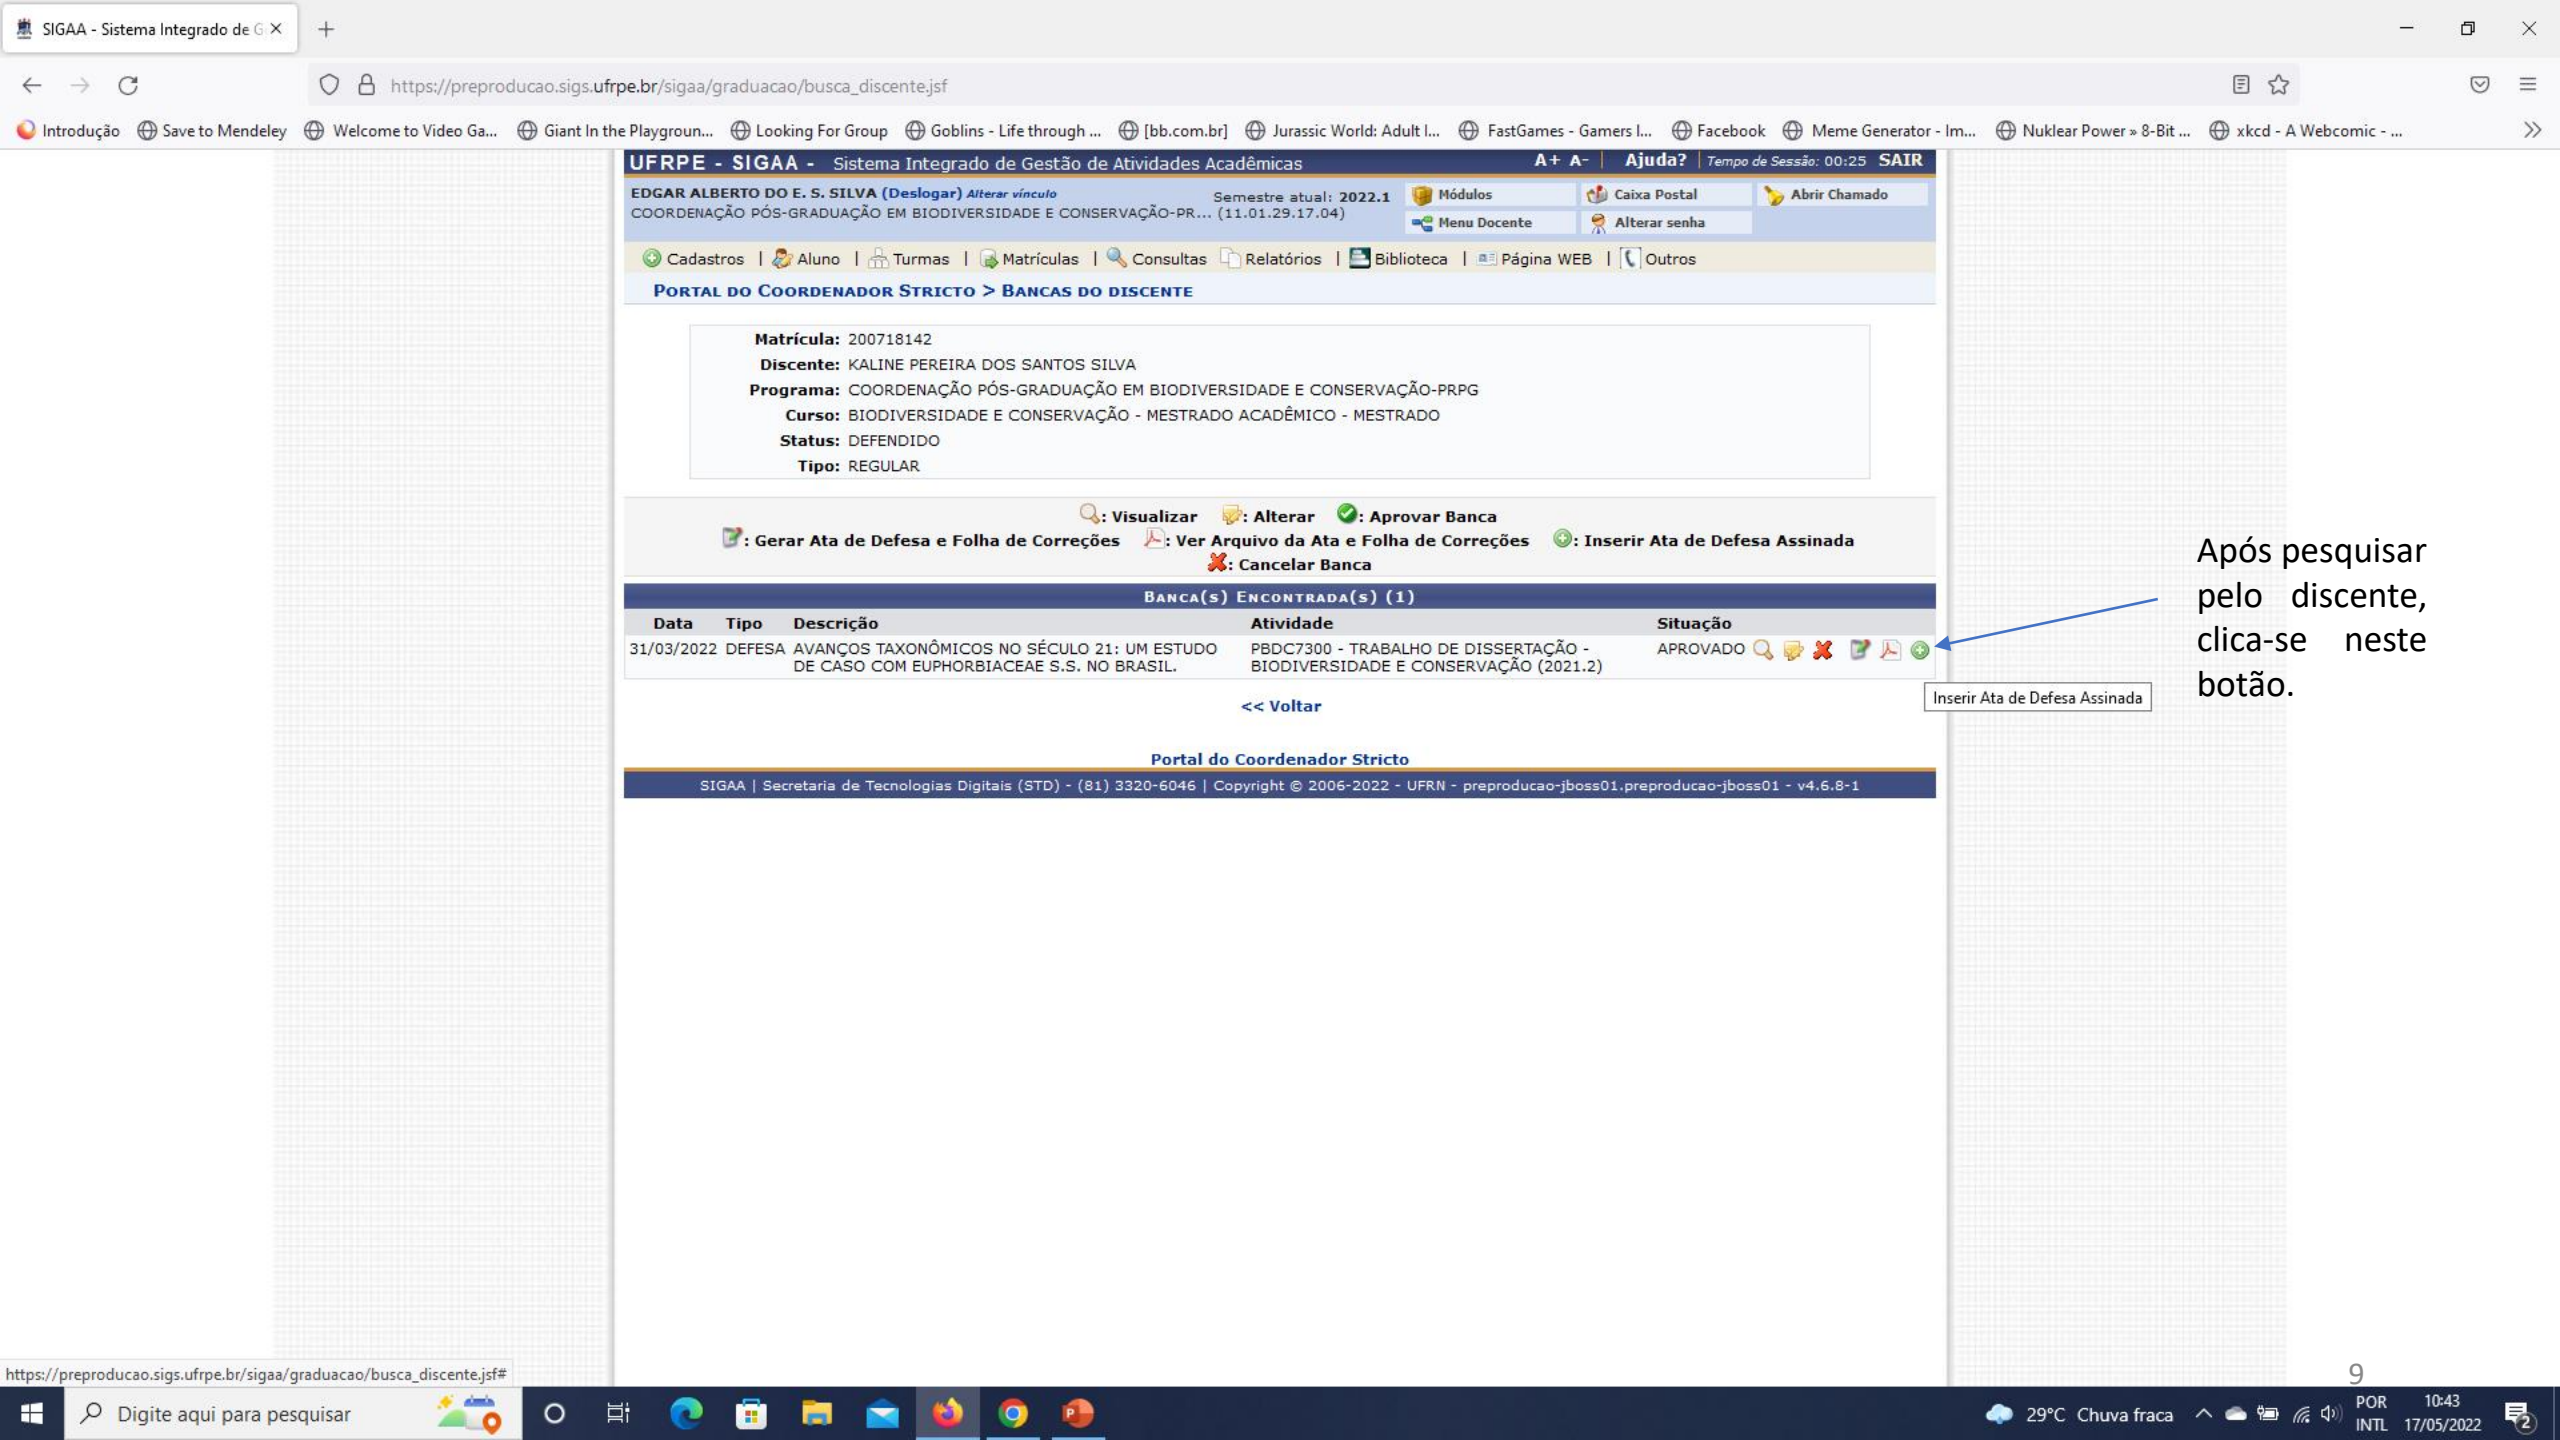 SIGAA - Sistema Integrado de G
https://preproducao.sigs.ufrpe.br/sigaa/graduacao/busca_discente.jsf
Introdução Save to Mendeley Welcome to Video Ga... Giant In the Playgroun... Looking For Group Goblins - Life through ... [bb.com.br] Jurassic World: Adult I... FastGames - Gamers I... Facebook Meme Generator - Im... Nuklear Power » 8-Bit ... xkcd - A Webcomic - ...
UFRPE - SIGAA - Sistema Integrado de Gestão de Atividades Acadêmicas A+ A- | Ajuda? | Tempo de Sessão: 00:25 SAIR
EDGAR ALBERTO DO E. S. SILVA (Deslogar) Alterar vínculo Semestre atual: 2022.1 Módulos Caixa Postal Abrir Chamado
COORDENAÇÃO PÓS-GRADUAÇÃO EM BIODIVERSIDADE E CONSERVAÇÃO-PR... (11.01.29.17.04) Menu Docente Alterar senha
Cadastros | Aluno | Turmas | Matrículas | Consultas Relatórios | Biblioteca | Página WEB | Outros
PORTAL DO COORDENADOR STRICTO > BANCAS DO DISCENTE
Matrícula: 200718142
Discente: KALINE PEREIRA DOS SANTOS SILVA
Programa: COORDENAÇÃO PÓS-GRADUAÇÃO EM BIODIVERSIDADE E CONSERVAÇÃO-PRPG
Curso: BIODIVERSIDADE E CONSERVAÇÃO - MESTRADO ACADÊMICO - MESTRADO
Status: DEFENDIDO
Tipo: REGULAR
: Visualizar : Alterar : Aprovar Banca
: Gerar Ata de Defesa e Folha de Correções : Ver Arquivo da Ata e Folha de Correções : Inserir Ata de Defesa Assinada
: Cancelar Banca
BANCA(S) ENCONTRADA(S) (1)
Data Tipo Descrição Atividade Situação
31/03/2022 DEFESA AVANÇOS TAXONÔMICOS NO SÉCULO 21: UM ESTUDO PBDC7300 - TRABALHO DE DISSERTAÇÃO - APROVADO
DE CASO COM EUPHORBIACEAE S.S. NO BRASIL. BIODIVERSIDADE E CONSERVAÇÃO (2021.2)
Inserir Ata de Defesa Assinada
<< Voltar
Portal do Coordenador Stricto
SIGAA | Secretaria de Tecnologias Digitais (STD) - (81) 3320-6046 | Copyright © 2006-2022 - UFRN - preproducao-jboss01.preproducao-jboss01 - v4.6.8-1
Após pesquisar
pelo discente,
clica-se neste
botão.
https://preproducao.sigs.ufrpe.br/sigaa/graduacao/busca_discente.jsf#
9
Digite aqui para pesquisar
29°C Chuva fraca
POR 10:43
INTL 17/05/2022
2